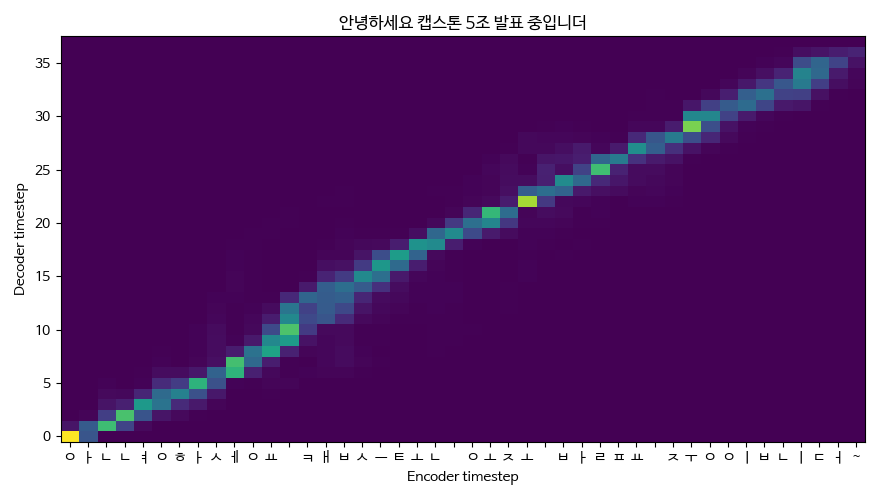 안녕하세요 캡스톤 5조 발표 중입니더
Decoder timestep
35
30
25
20
15
10
5
0
ㅇ ㅏ ㄴ ㄴ ㅕ ㅇ ㅎ ㅏ ㅅ ㅔ ㅇ ㅛ ㅋ ㅐ ㅂ ㅅ ㅡ ㅌ ㅗ ㄴ ㅇ ㅗ ㅈ ㅗ ㅂ ㅏ ㄹ ㅍ ㅛ ㅈ ㅜ ㅇ ㅇ ㅣ ㅂ ㄴ ㅣ ㄷ ㅓ ~
Encoder timestep